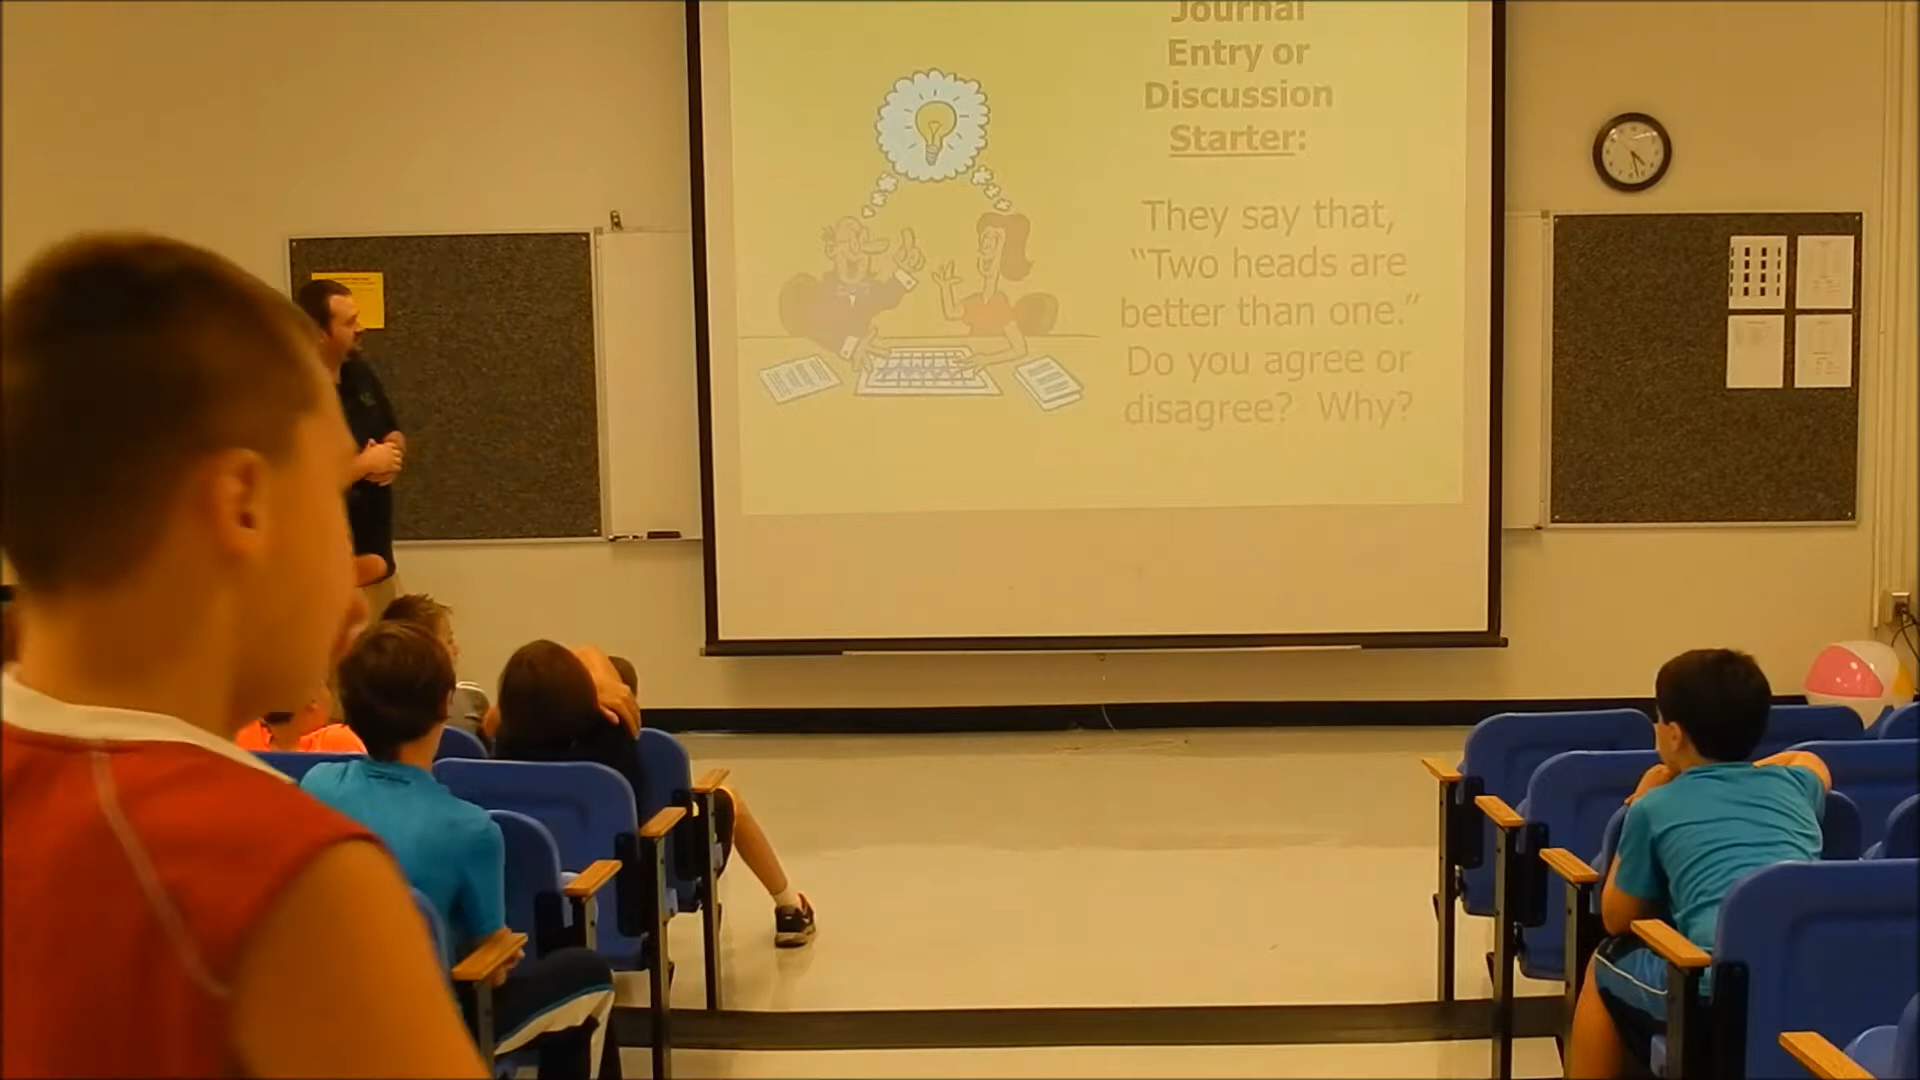 Journal
Entry or
Discussion
Starter:
They say that,
“Two heads are
better than one.”
Do you agree or
disagree?  Why?